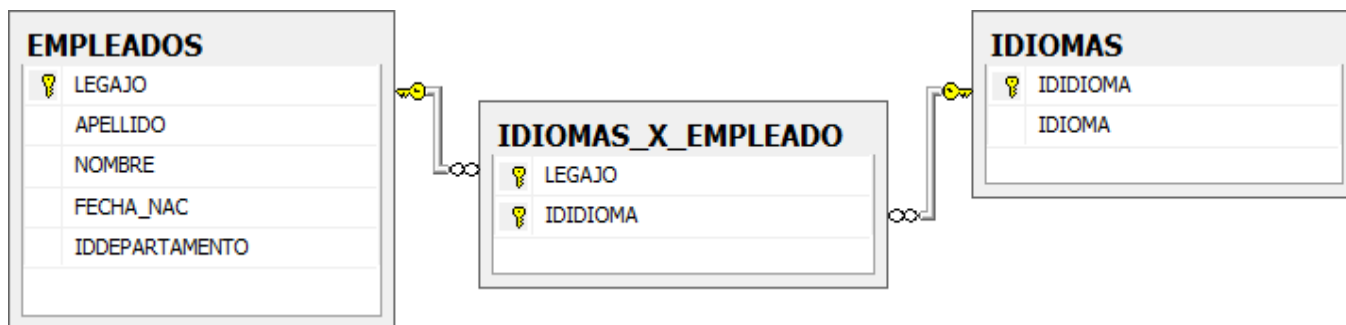 EMPLEADOS
LEGAJO
APELLIDO
NOMBRE
FECHA_NAC
IDDEPARTAMENTO
IDIOMAS_X_EMPLEADO
LEGAJO
IDIDIOMA
IDIOMAS
IDIDIOMA
IDIOMA